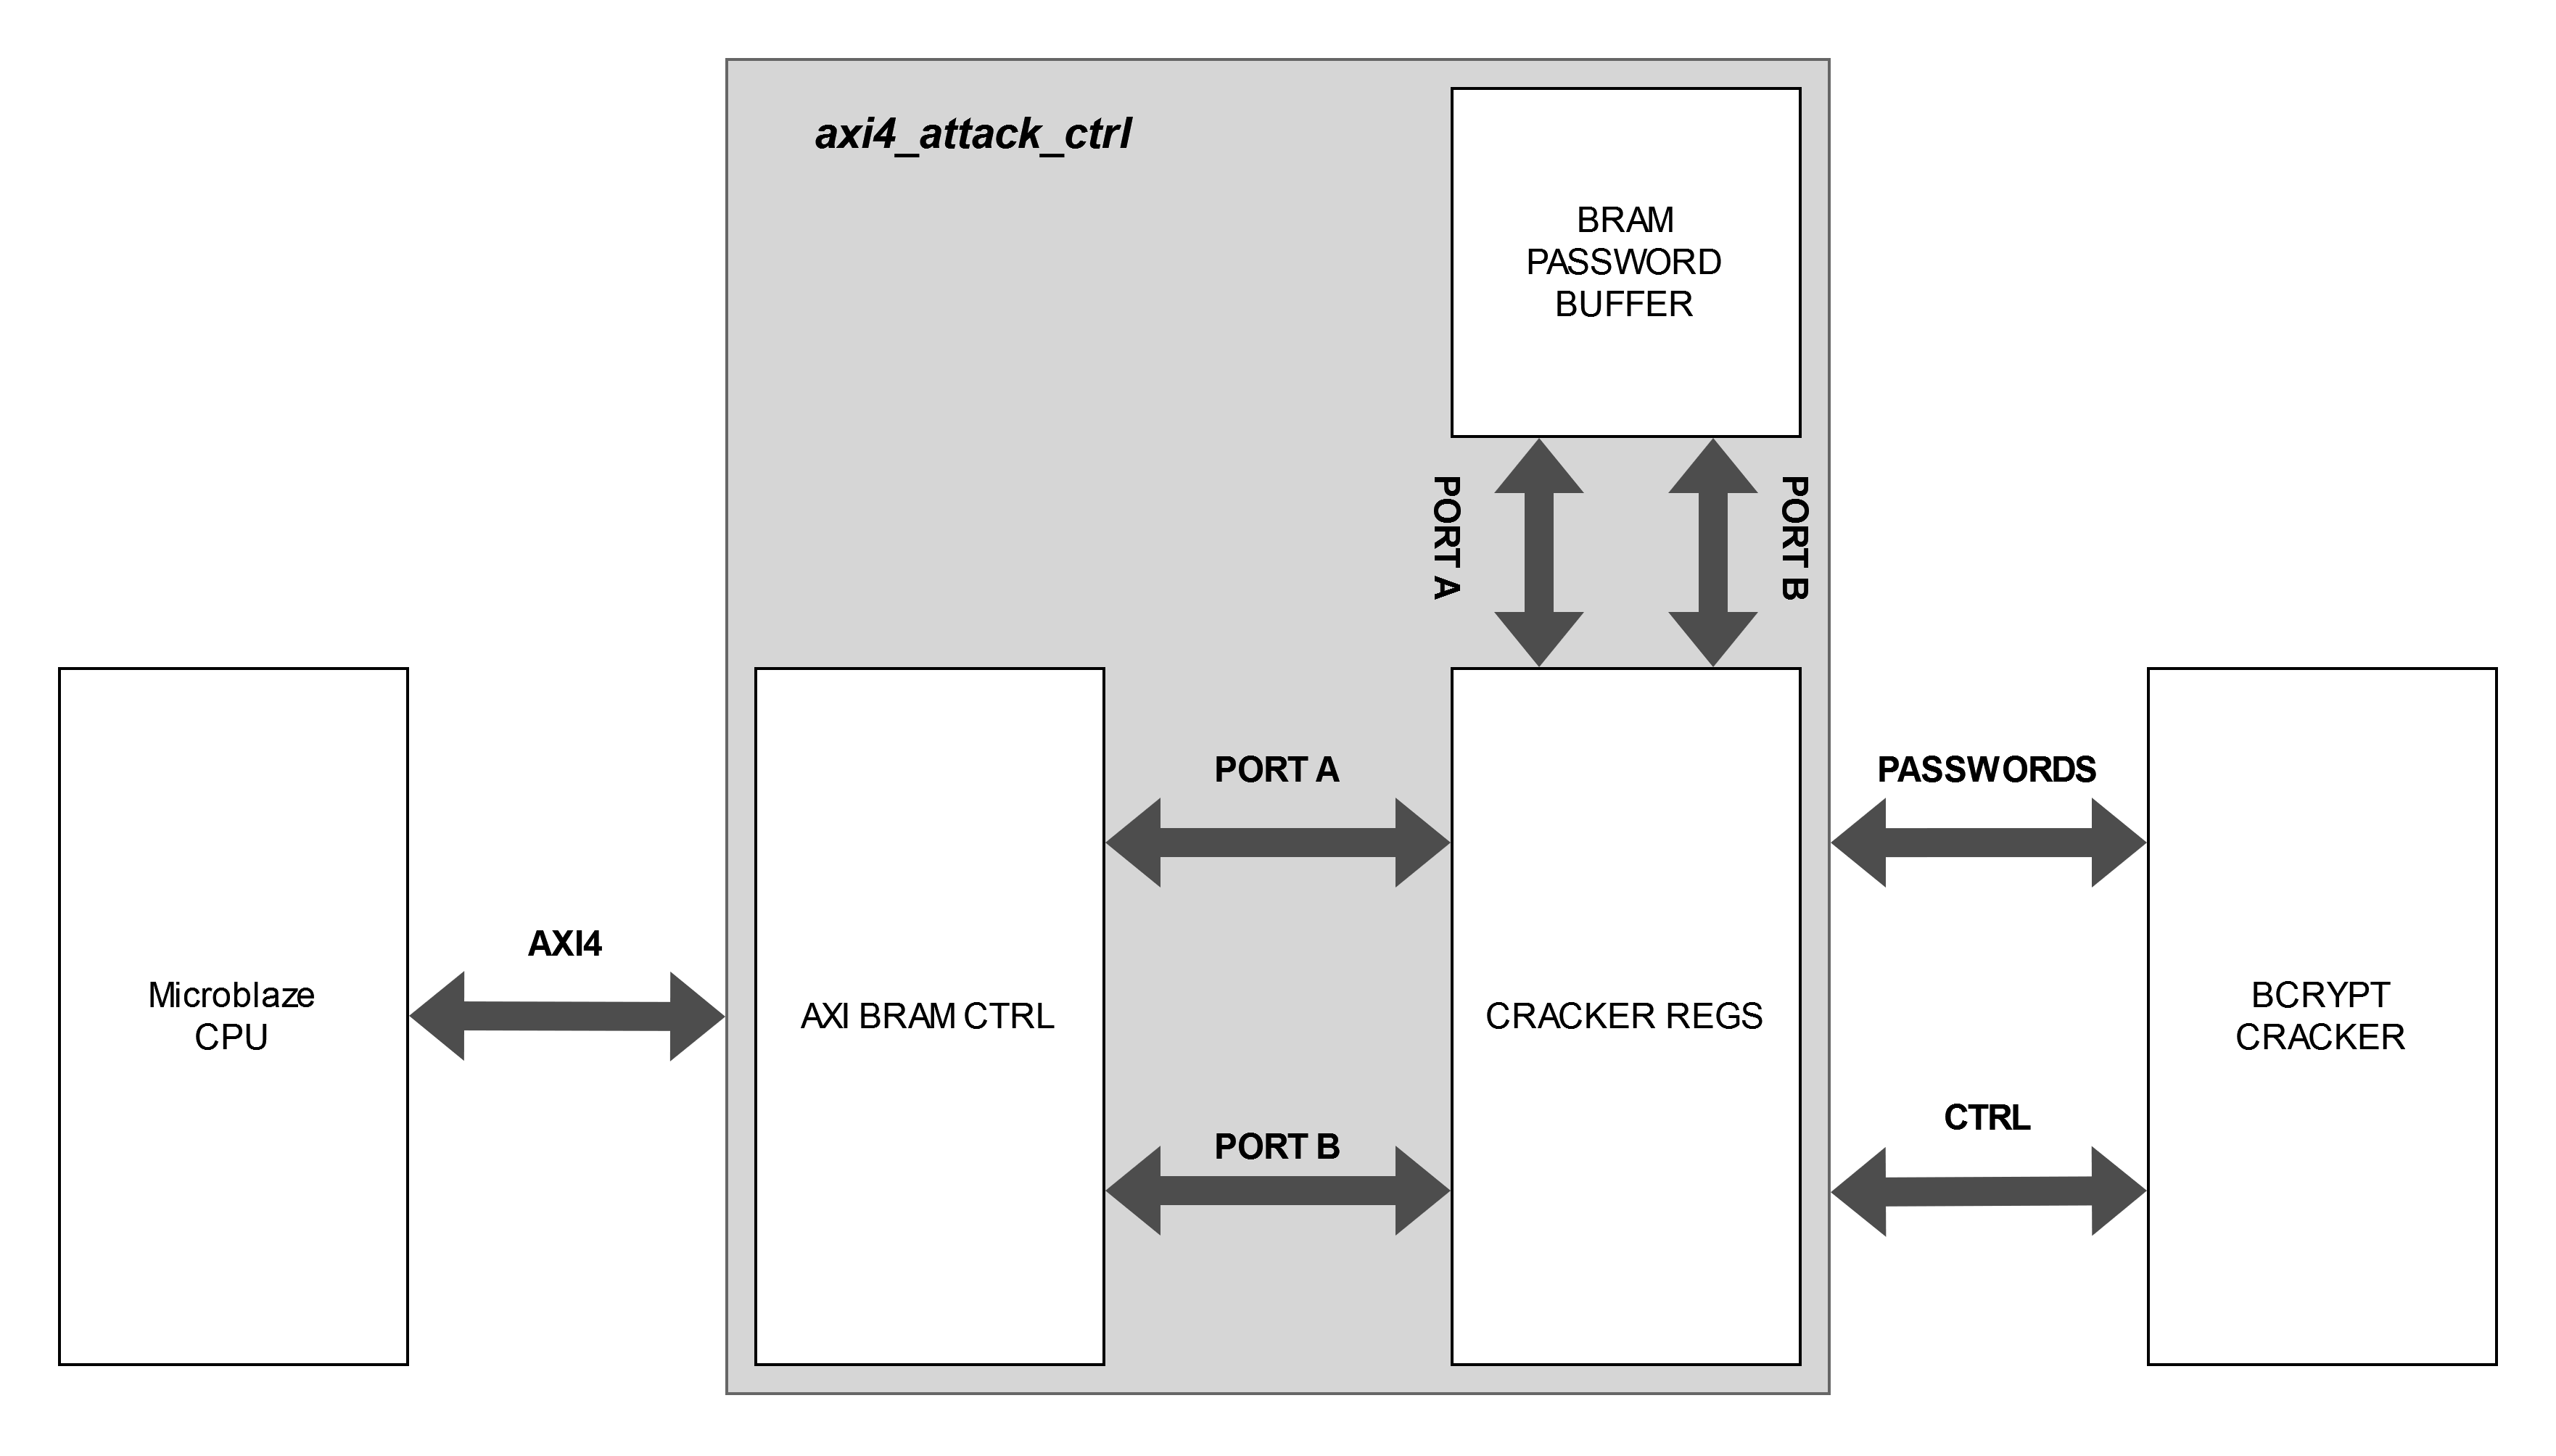 axi4_attack_ctrl
BRAM
PASSWORD
BUFFER
PORT A
PORT B
PORT A
PASSWORDS
AXI4
Microblaze
CPU
AXI BRAM CTRL
CRACKER REGS
BCRYPT
CRACKER
PORT B
CTRL